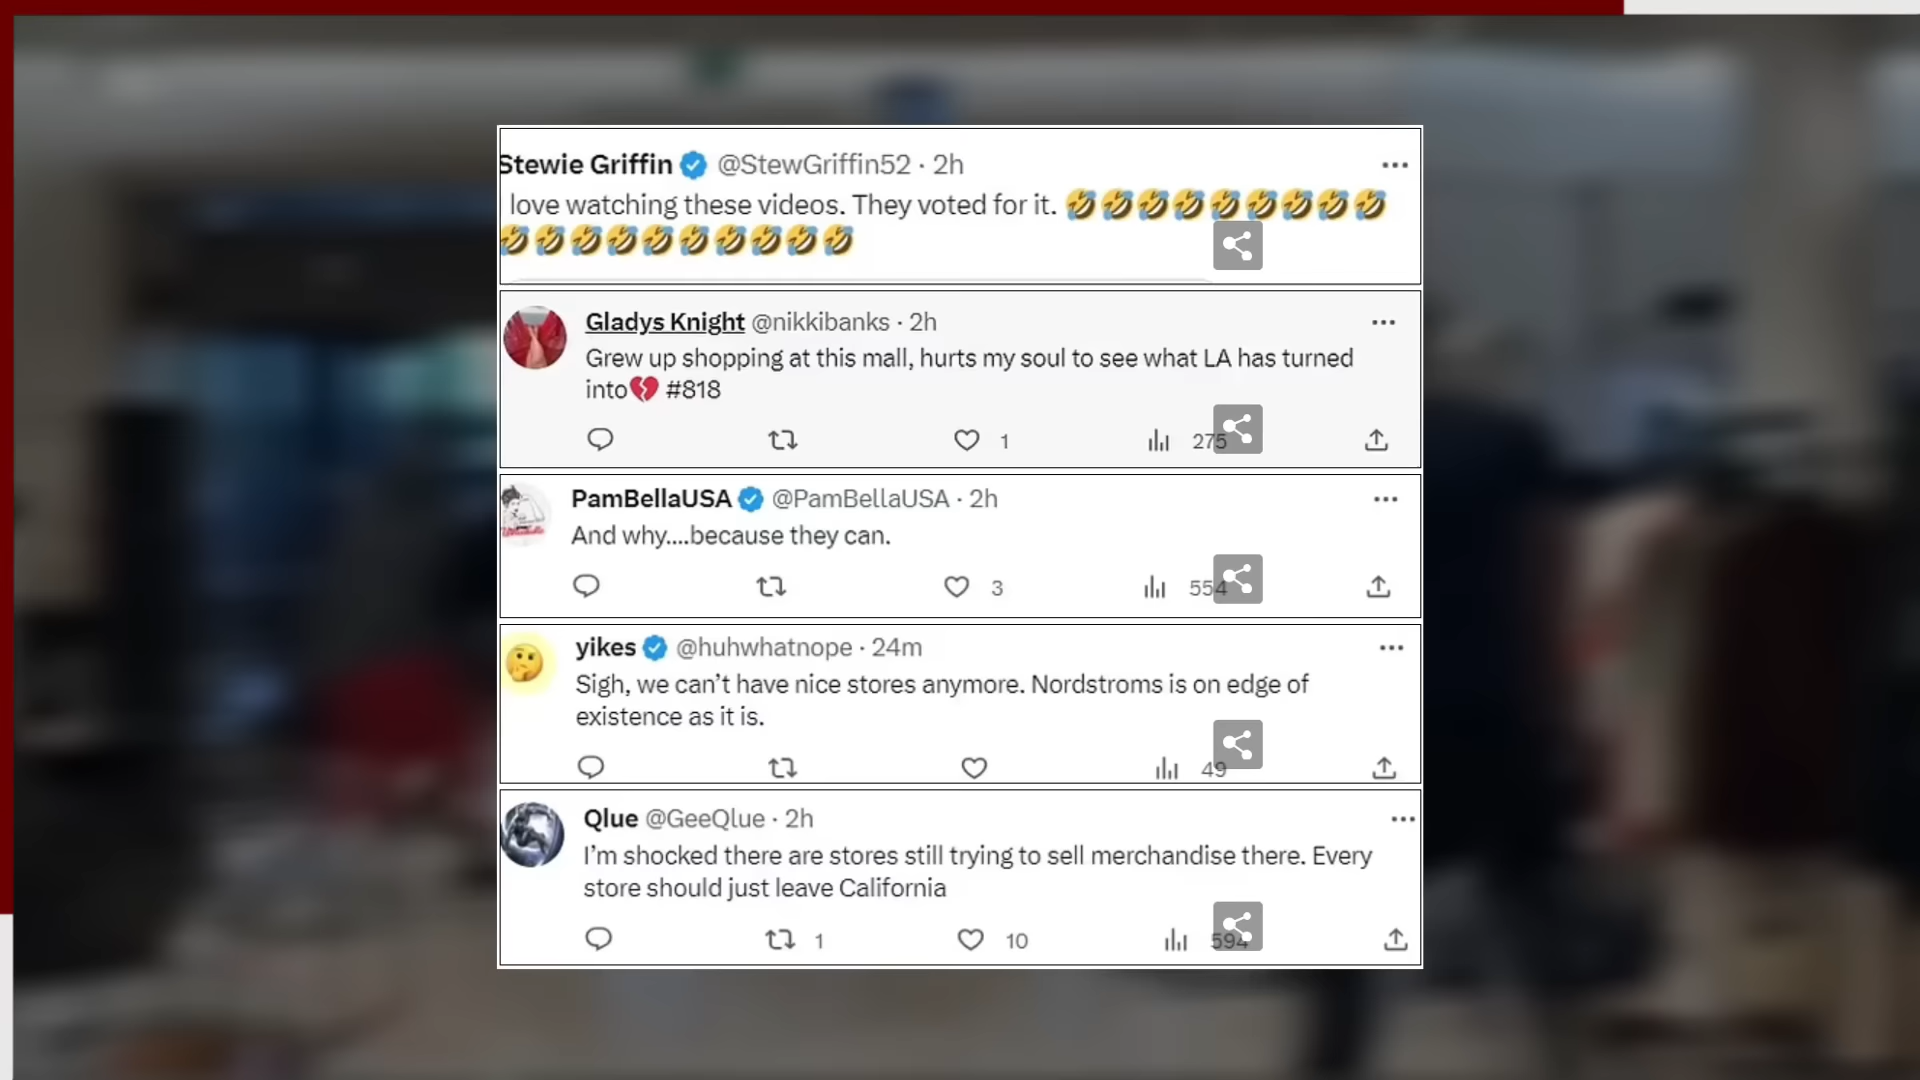 Stewie Griffin @StewGriffin52 · 2h
love watching these videos. They voted for it. 🤣🤣🤣🤣🤣🤣🤣🤣🤣
🤣🤣🤣🤣🤣🤣🤣🤣🤣🤣
Gladys Knight @nikkibanks · 2h
Grew up shopping at this mall, hurts my soul to see what LA has turned
into💔 #818
1 275
PamBellaUSA @PamBellaUSA · 2h
And why....because they can.
3 554
yikes @huhwhatnope · 24m
Sigh, we can’t have nice stores anymore. Nordstroms is on edge of
existence as it is.
49
Qlue @GeeQlue · 2h
I’m shocked there are stores still trying to sell merchandise there. Every
store should just leave California
1 10 594